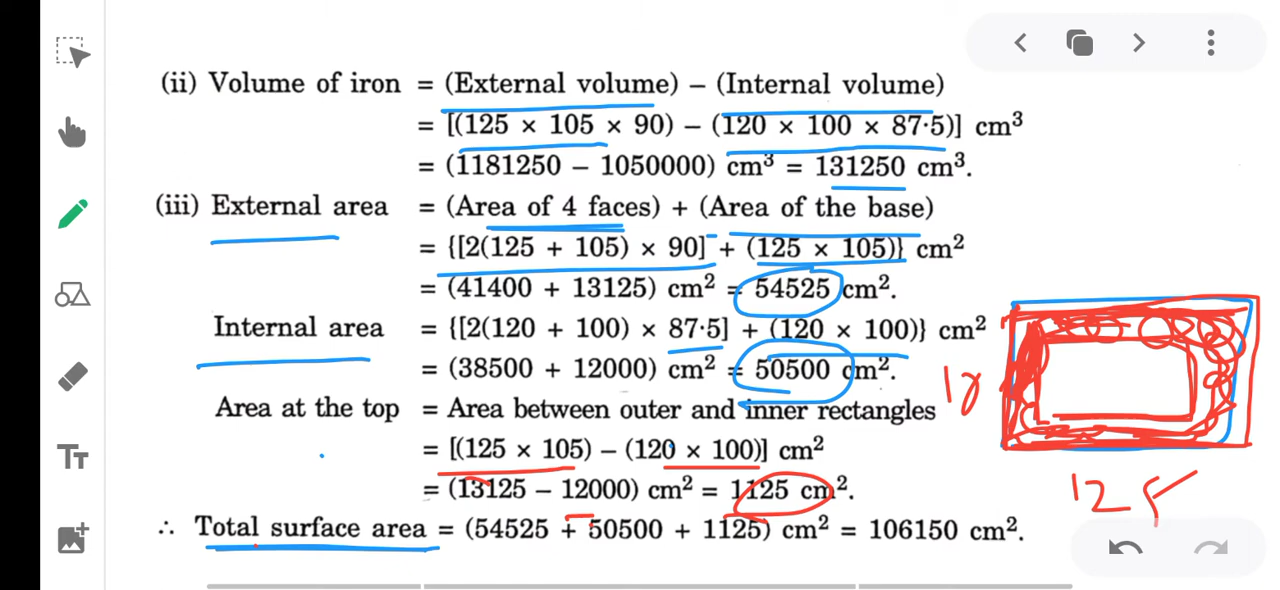 (ii) Volume of iron = (External volume) − (Internal volume)
= [(125 × 105 × 90) − (120 × 100 × 87·5)] cm³
= (1181250 − 1050000) cm³ = 131250 cm³.
(iii) External area = (Area of 4 faces) + (Area of the base)
= {[2(125 + 105) × 90] + (125 × 105)} cm²
= (41400 + 13125) cm² = 54525 cm².
Internal area = {[2(120 + 100) × 87·5] + (120 × 100)} cm²
= (38500 + 12000) cm² = 50500 cm².
Area at the top = Area between outer and inner rectangles
= [(125 × 105) − (120 × 100)] cm²
= (13125 − 12000) cm² = 1125 cm².
∴ Total surface area = (54525 + 50500 + 1125) cm² = 106150 cm².
125
Tт